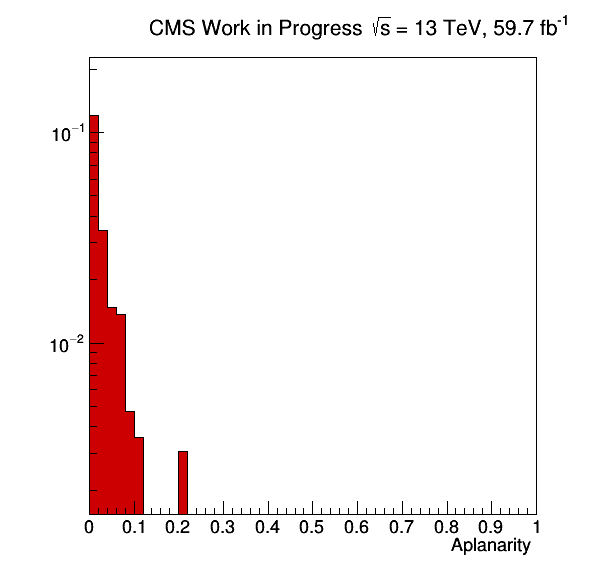 CMS Work in Progress √s = 13 TeV, 59.7 fb⁻¹
10⁻¹
10⁻²
0 0.1 0.2 0.3 0.4 0.5 0.6 0.7 0.8 0.9 1
Aplanarity